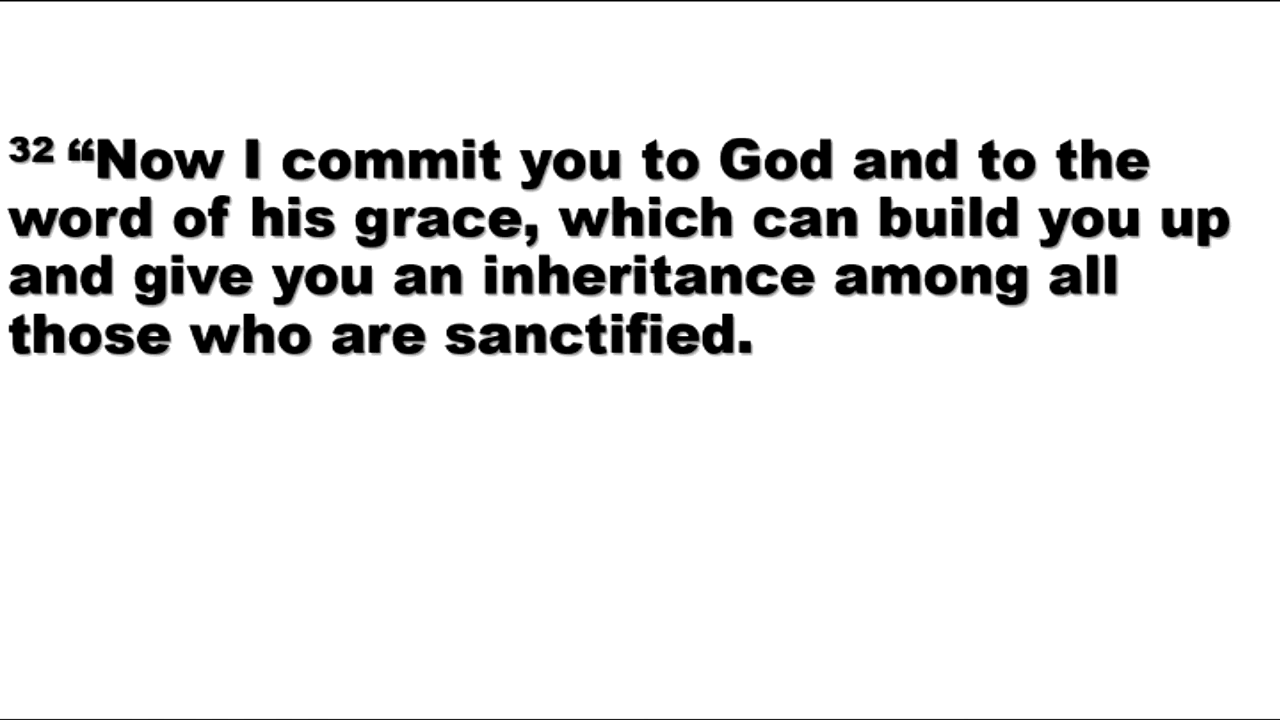 32 “Now I commit you to God and to the
word of his grace, which can build you up
and give you an inheritance among all
those who are sanctified.